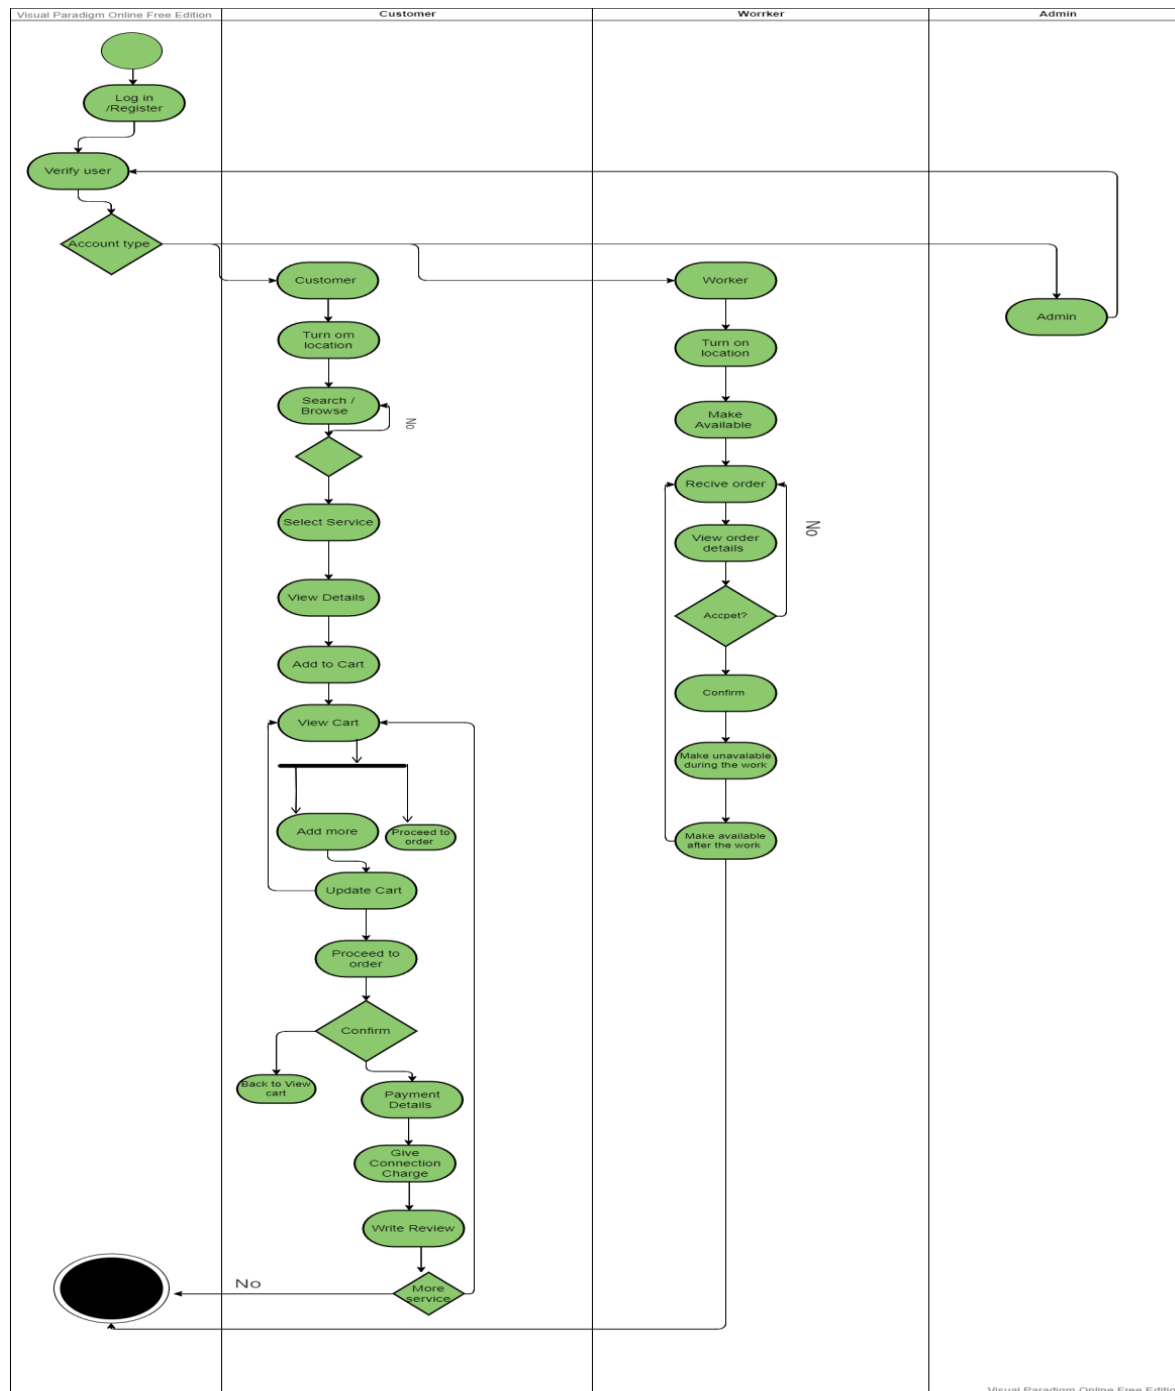 Visual Paradigm Online Free Edition
Customer
Worrker
Admin
Log in
/Register
Verify user
Account type
Customer
Turn om
location
Search /
Browse
No
Select Service
View Details
Add to Cart
View Cart
Add more
Proceed to
order
Update Cart
Proceed to
order
Confirm
Back to View
cart
Payment
Details
Give
Connection
Charge
Write Review
More
service
No
Worker
Turn on
location
Make
Available
Recive order
View order
details
No
Accpet?
Confirm
Make unavalable
during the work
Make available
after the work
Admin
Visual Paradigm Online Free Editio